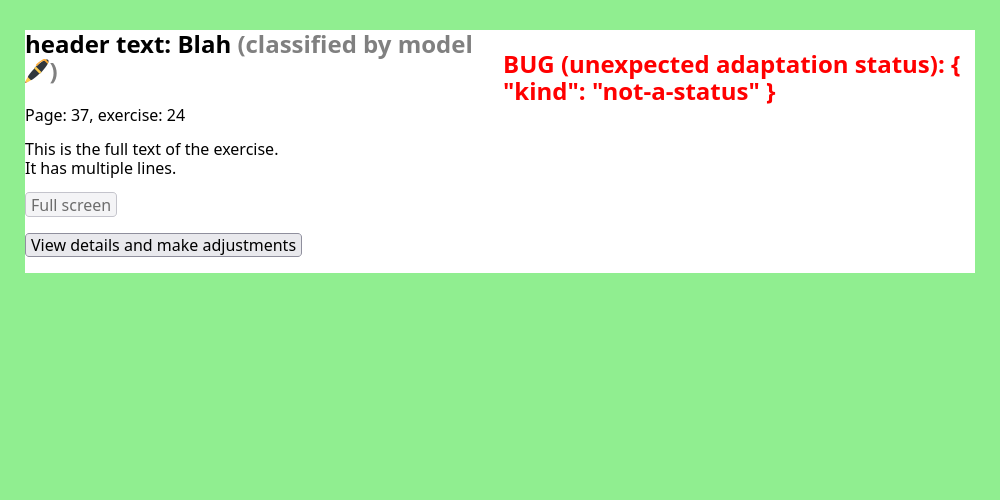 header text: Blah (classified by model
🖋️)
Page: 37, exercise: 24
This is the full text of the exercise.
It has multiple lines.
Full screen
View details and make adjustments
BUG (unexpected adaptation status): {
"kind": "not-a-status" }